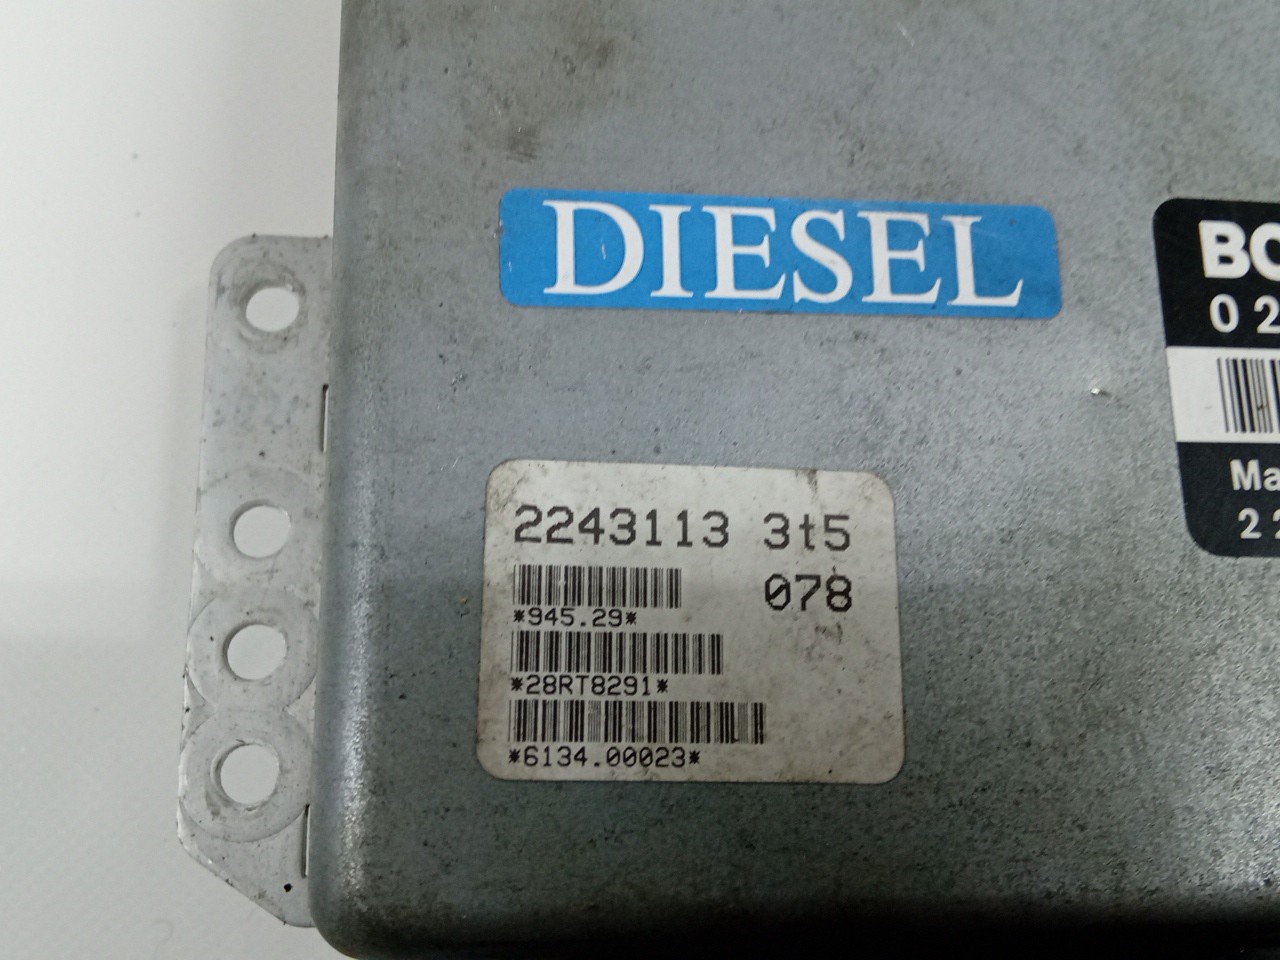 DIESEL
BO
0 2
Ma
2 2
2243113 3t5
078
*945.29*
*28RT8291*
*6134.00023*